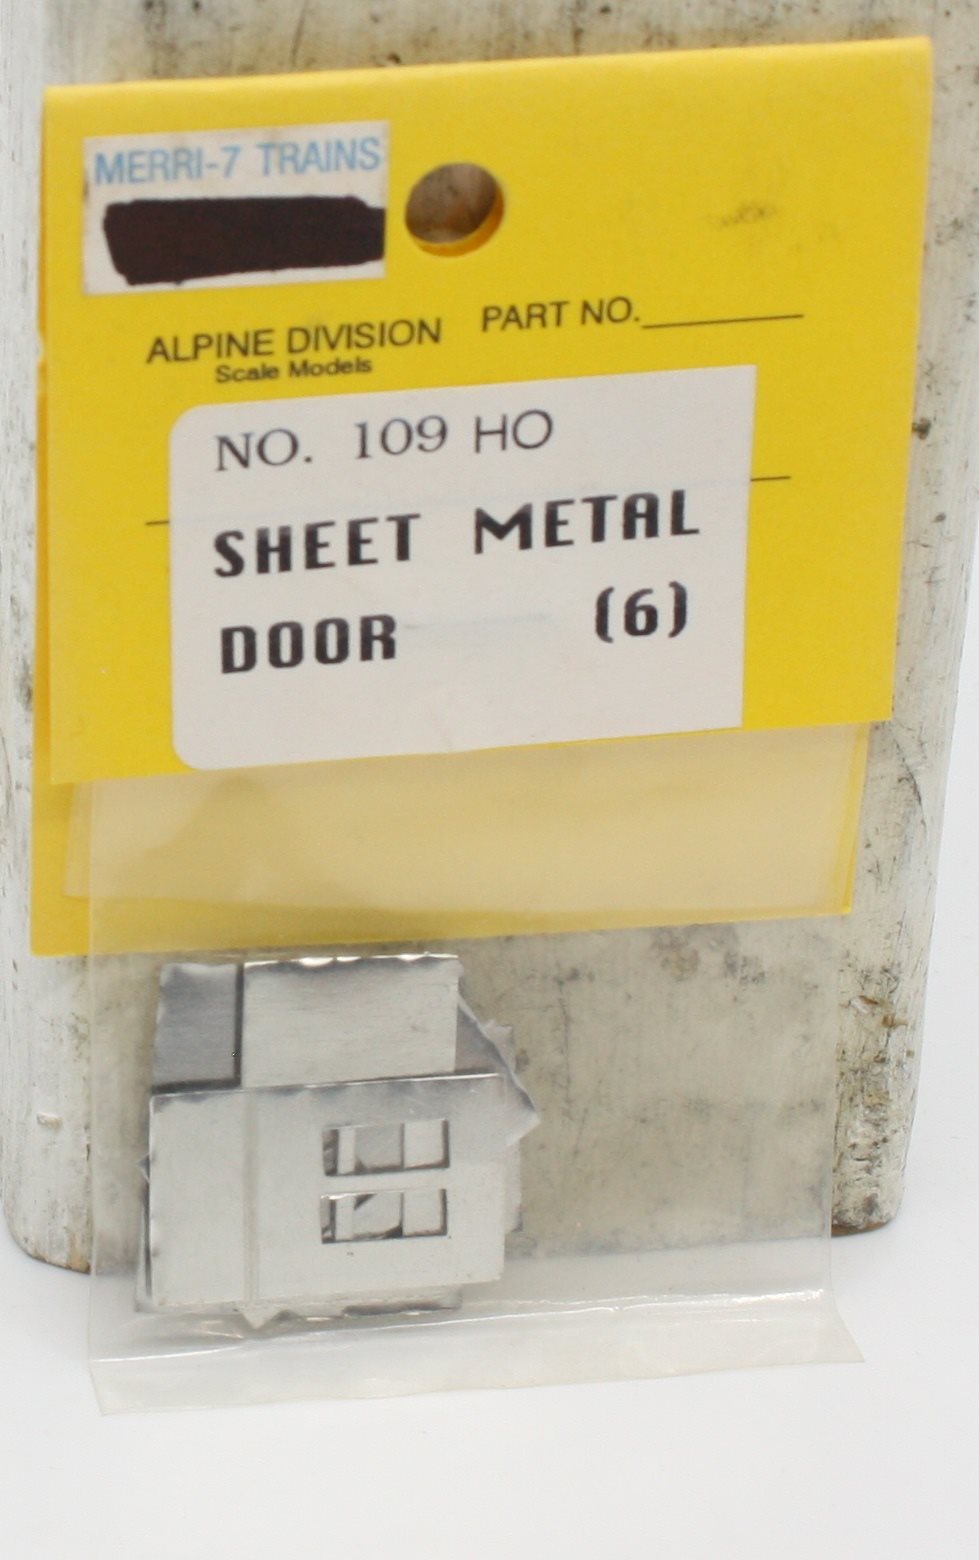 MERRI-7 TRAINS
ALPINE DIVISION PART NO.
Scale Models
NO. 109 HO
SHEET METAL
DOOR (6)